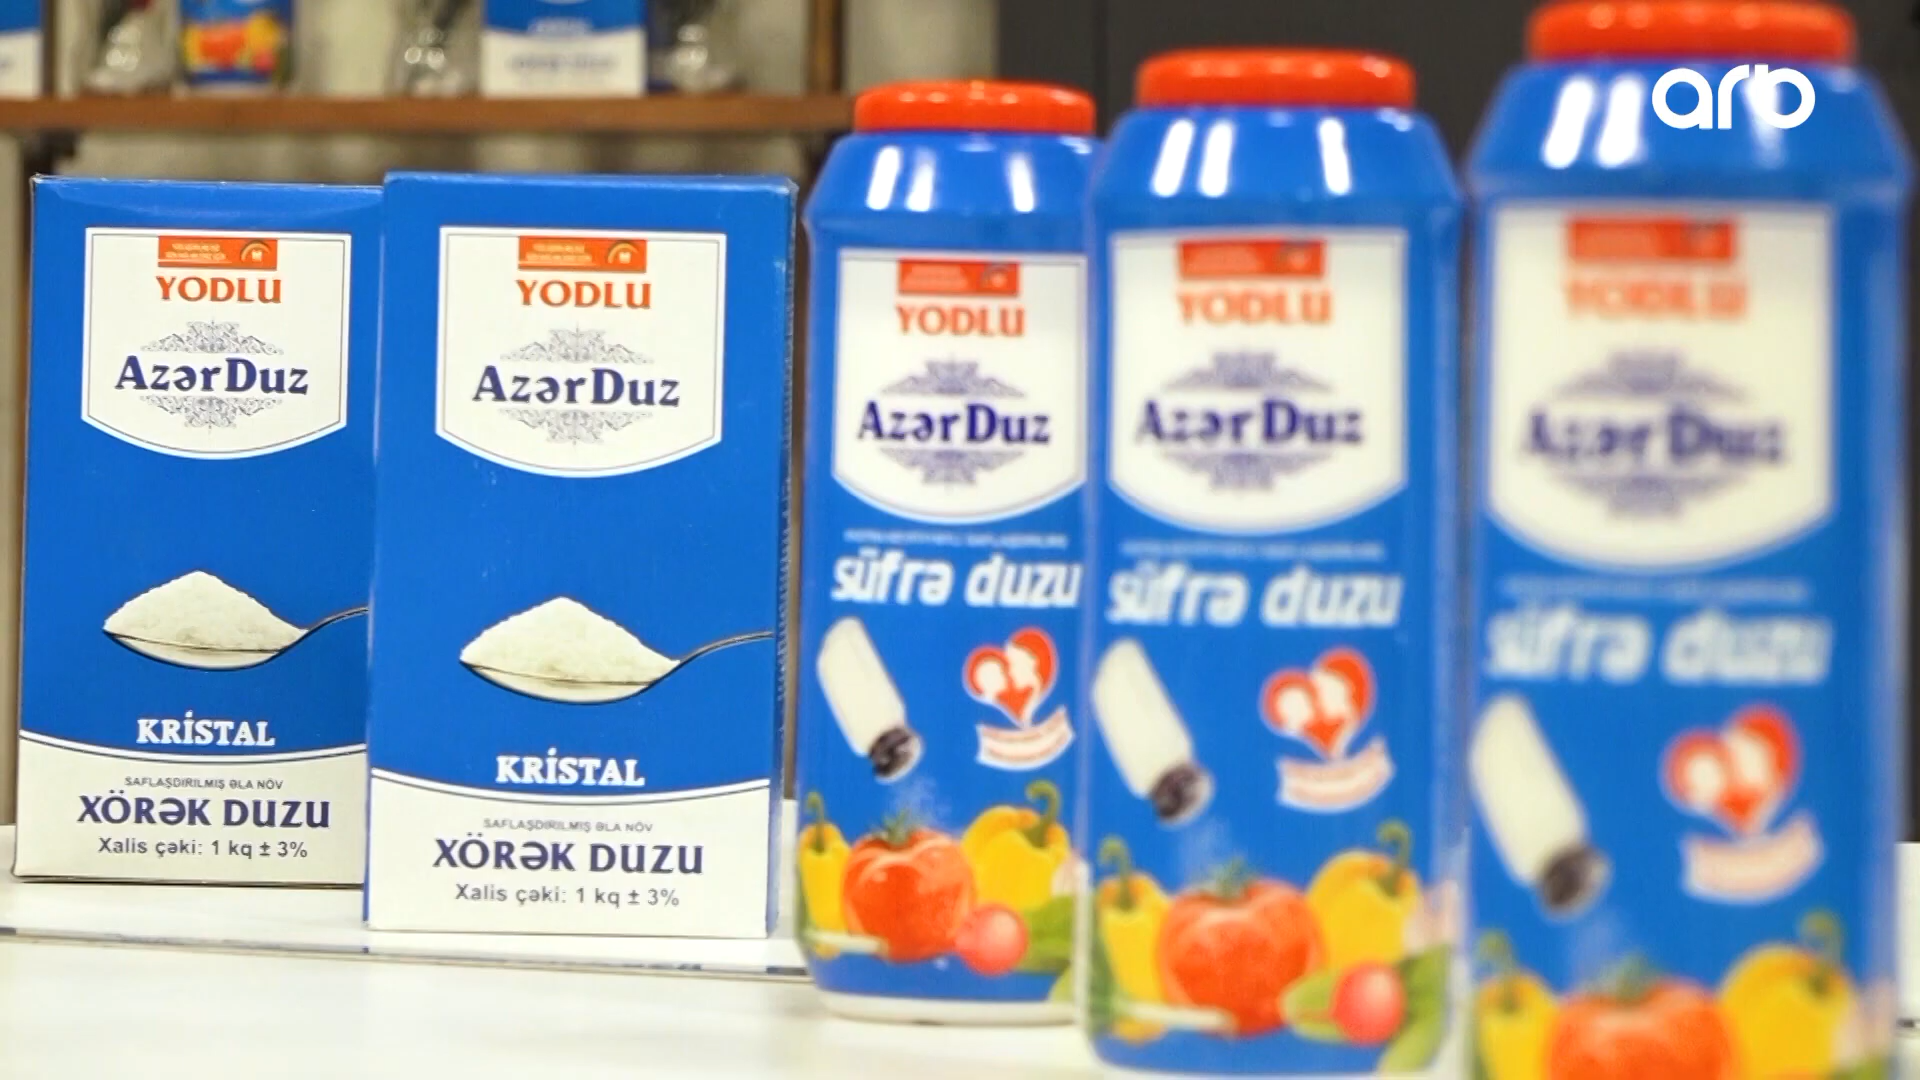 arb
YODLU
AzərDuz
KRİSTAL
SAFLAŞDIRILMIŞ ƏLA NÖV
XÖRƏK DUZU
Xalis çəki: 1 kq ± 3%
YODLU
AzərDuz
KRİSTAL
SAFLAŞDIRILMIŞ ƏLA NÖV
XÖRƏK DUZU
Xalis çəki: 1 kq ± 3%
YODLU
AzərDuz
süfrə duzu
YODLU
AzərDuz
süfrə duzu
YODLU
AzərDuz
süfrə duzu